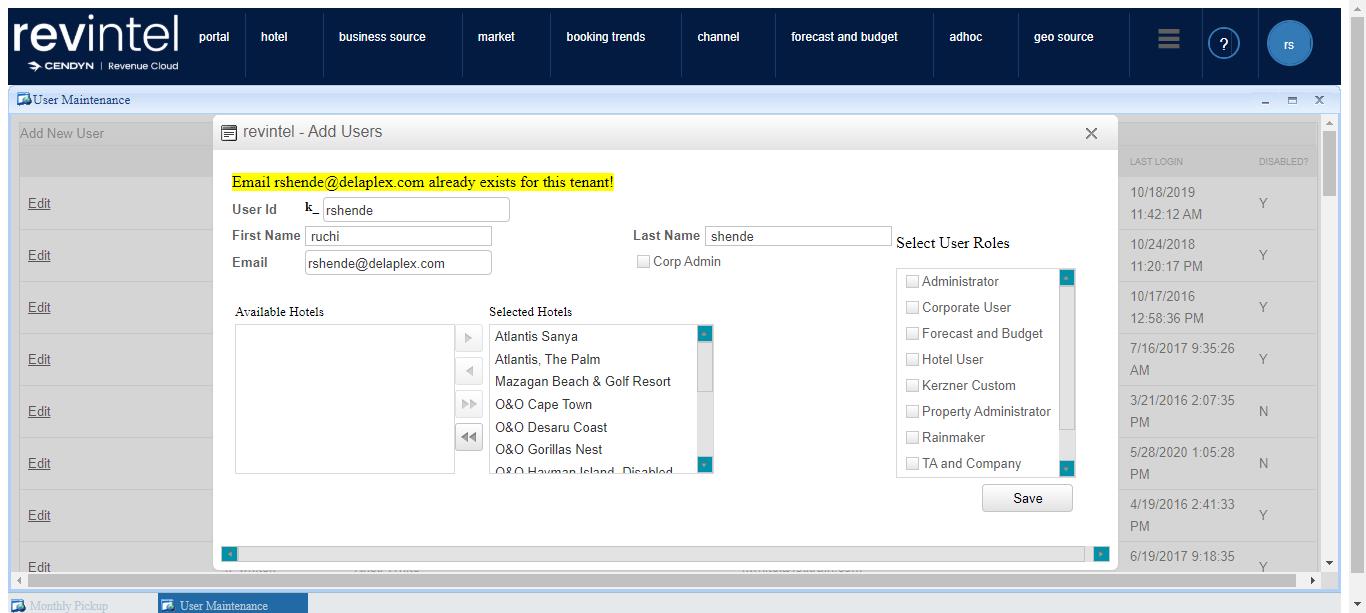 revintel portal hotel business source market booking trends channel forecast and budget adhoc geo source ? rs
CENDYN | Revenue Cloud
User Maintenance
Add New User
revintel - Add Users
LAST LOGIN DISABLED?
Email rshende@delaplex.com already exists for this tenant!
User Id k_ rshende
First Name ruchi Last Name shende
Email rshende@delaplex.com Corp Admin
Select User Roles
Administrator
Corporate User
Forecast and Budget
Hotel User
Kerzner Custom
Property Administrator
Rainmaker
TA and Company
Available Hotels Selected Hotels
Atlantis Sanya
Atlantis, The Palm
Mazagan Beach & Golf Resort
O&O Cape Town
O&O Desaru Coast
O&O Gorillas Nest
O&O Hayman Island- Disabled
Save
Edit 10/18/2019
11:42:12 AM Y
Edit 10/24/2018
11:20:17 PM Y
Edit 10/17/2016
12:58:36 PM Y
Edit 7/16/2017 9:35:26
AM Y
Edit 3/21/2016 2:07:35
PM N
Edit 5/28/2020 1:05:28
PM N
Edit 4/19/2016 2:41:33
PM Y
Edit 6/19/2017 9:18:35
Y
Monthly Pickup User Maintenance